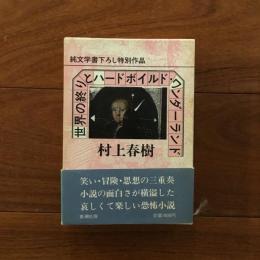 純文学書下ろし特別作品
世界の終りとハードボイルド・ワンダーランド
村上春樹
笑い・冒険・思想の三重奏
小説の面白さが横溢した
哀しくて楽しい恐怖小説
新潮社版